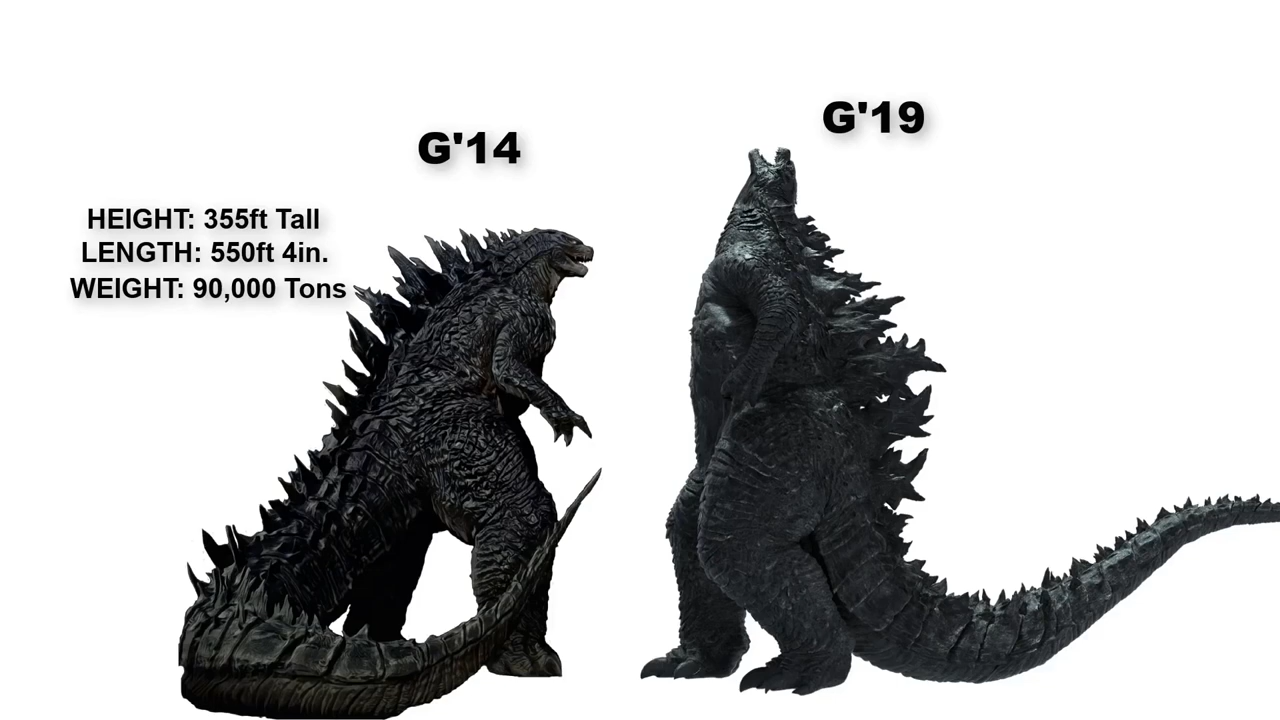 G'14
G'19
HEIGHT: 355ft Tall
LENGTH: 550ft 4in.
WEIGHT: 90,000 Tons